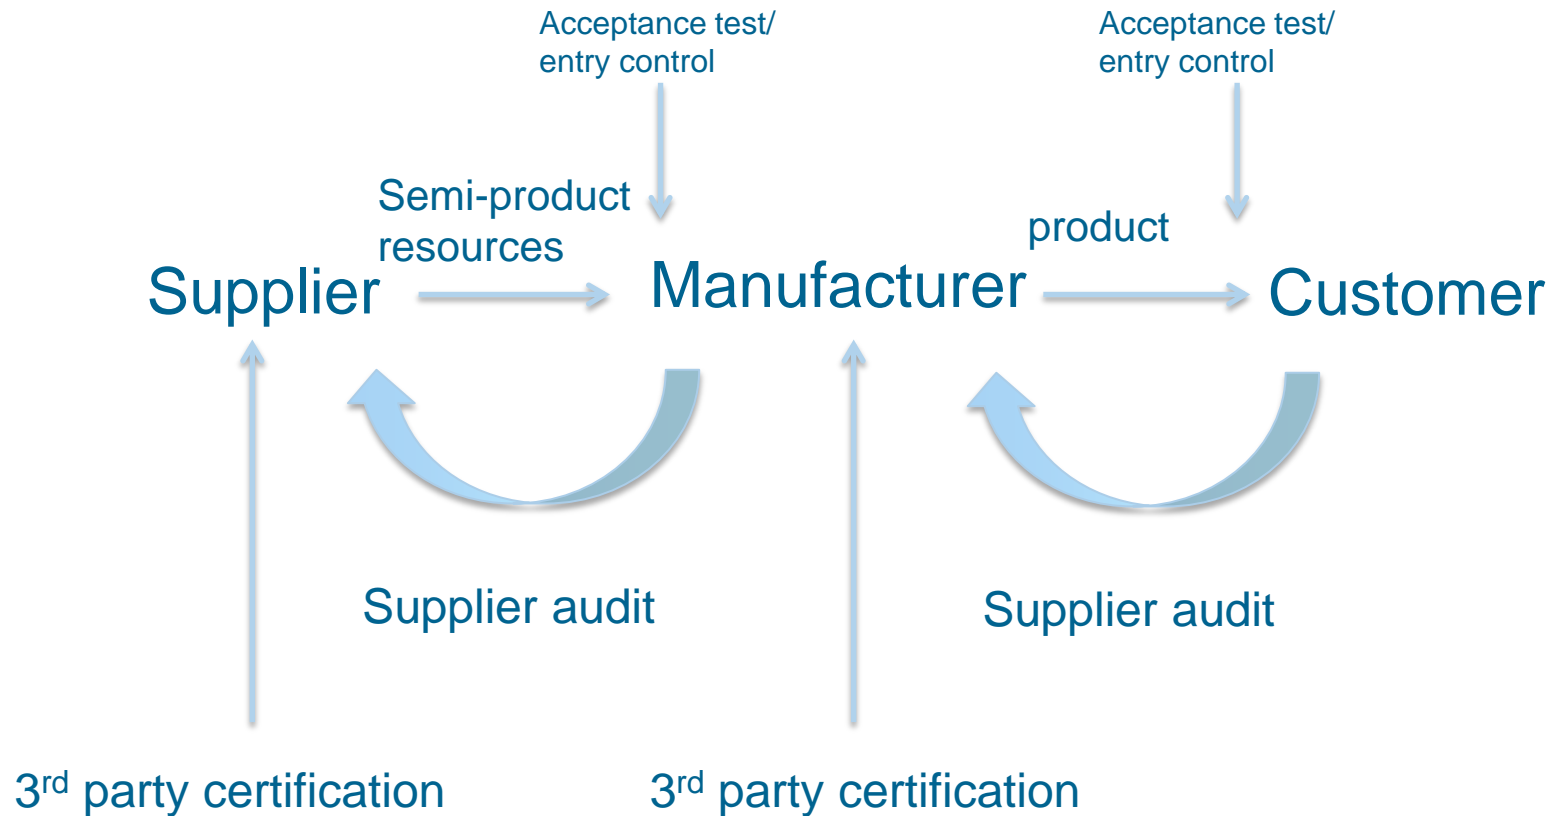 Acceptance test/
entry control
Acceptance test/
entry control
Semi-product
resources
product
Supplier
Manufacturer
Customer
Supplier audit
Supplier audit
3rd party certification
3rd party certification